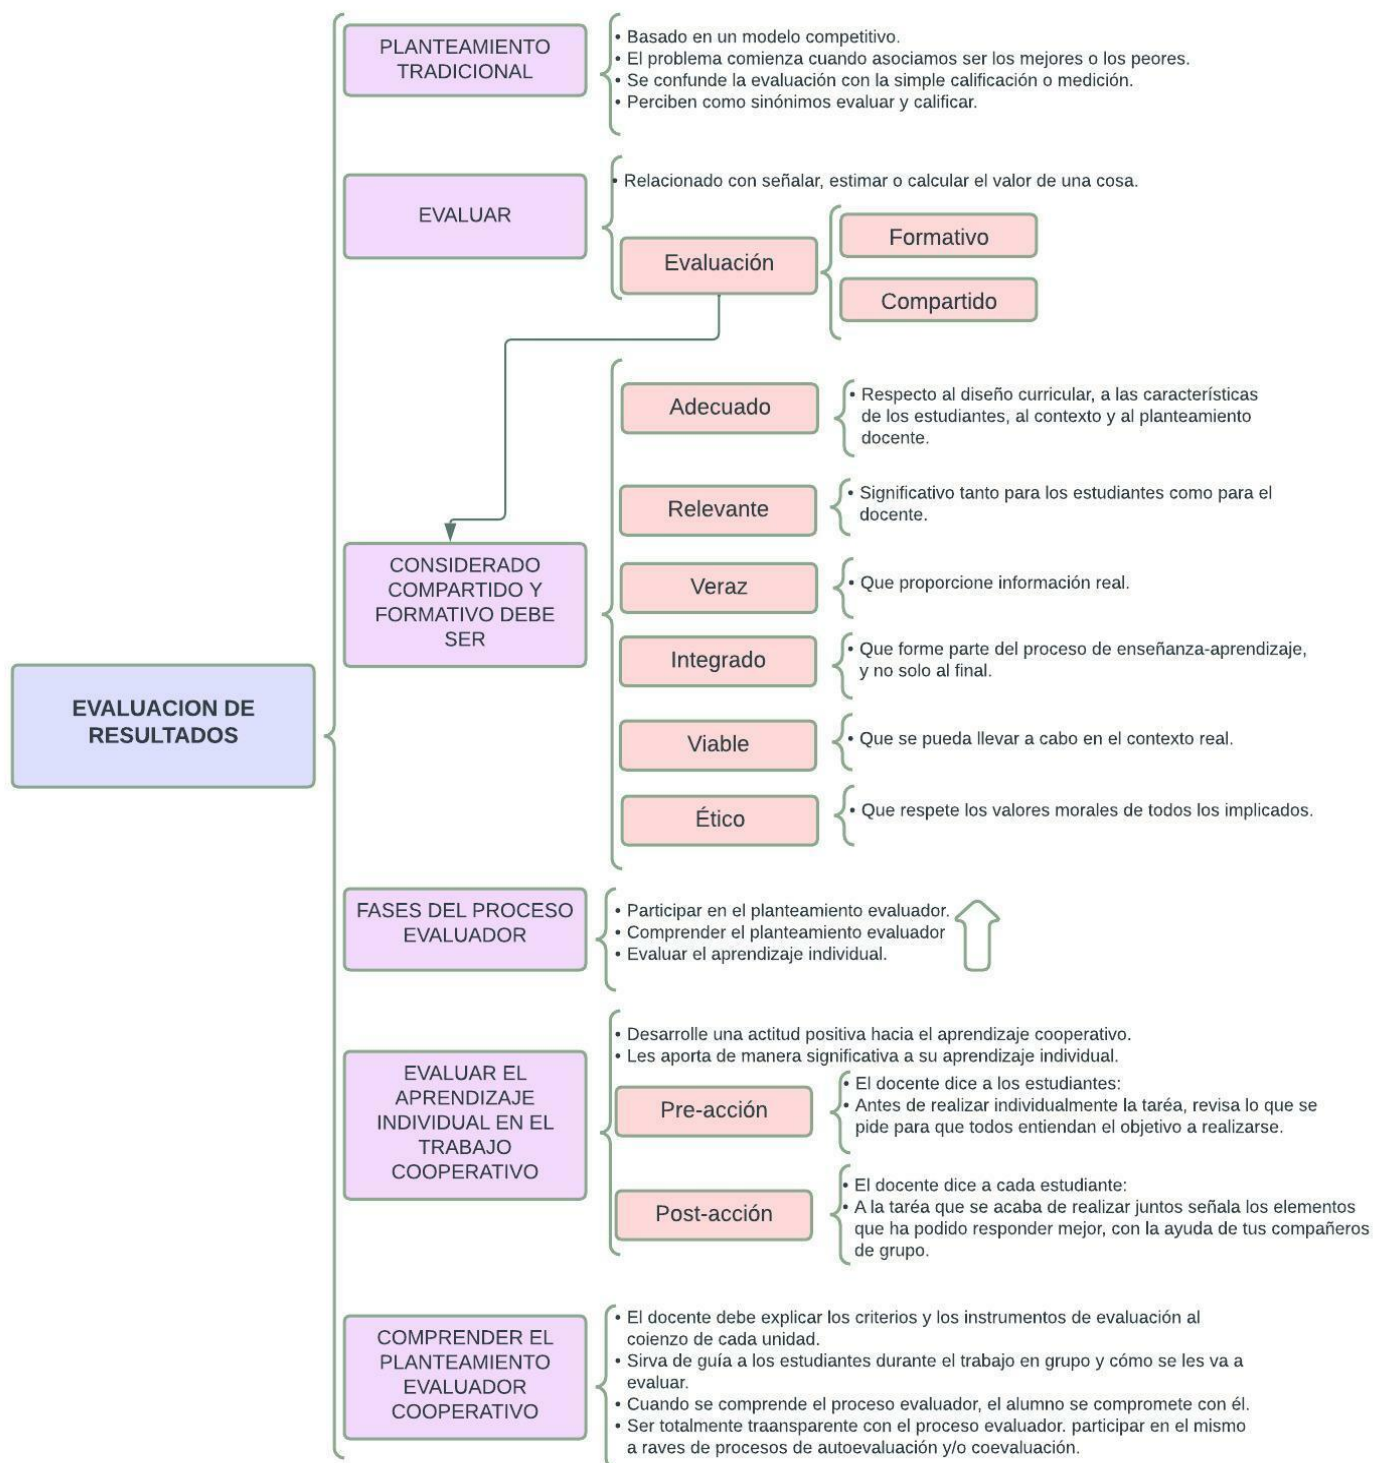 PLANTEAMIENTO
TRADICIONAL
• Basado en un modelo competitivo.
• El problema comienza cuando asociamos ser los mejores o los peores.
• Se confunde la evaluación con la simple calificación o medición.
• Perciben como sinónimos evaluar y calificar.
EVALUAR
• Relacionado con señalar, estimar o calcular el valor de una cosa.
Evaluación
Formativo
Compartido
CONSIDERADO
COMPARTIDO Y
FORMATIVO DEBE
SER
Adecuado
• Respecto al diseño curricular, a las características
de los estudiantes, al contexto y al planteamiento
docente.
Relevante
• Significativo tanto para los estudiantes como para el
docente.
Veraz
• Que proporcione información real.
Integrado
• Que forme parte del proceso de enseñanza-aprendizaje,
y no solo al final.
Viable
• Que se pueda llevar a cabo en el contexto real.
Ético
• Que respete los valores morales de todos los implicados.
EVALUACION DE
RESULTADOS
FASES DEL PROCESO
EVALUADOR
• Participar en el planteamiento evaluador.
• Comprender el planteamiento evaluador
• Evaluar el aprendizaje individual.
EVALUAR EL
APRENDIZAJE
INDIVIDUAL EN EL
TRABAJO
COOPERATIVO
• Desarrolle una actitud positiva hacia el aprendizaje cooperativo.
• Les aporta de manera significativa a su aprendizaje individual.
Pre-acción
• El docente dice a los estudiantes:
• Antes de realizar individualmente la taréa, revisa lo que se
pide para que todos entiendan el objetivo a realizarse.
Post-acción
• El docente dice a cada estudiante:
• A la taréa que se acaba de realizar juntos señala los elementos
que ha podido responder mejor, con la ayuda de tus compañeros
de grupo.
COMPRENDER EL
PLANTEAMIENTO
EVALUADOR
COOPERATIVO
• El docente debe explicar los criterios y los instrumentos de evaluación al
coienzo de cada unidad.
• Sirva de guía a los estudiantes durante el trabajo en grupo y cómo se les va a
evaluar.
• Cuando se comprende el proceso evaluador, el alumno se compromete con él.
• Ser totalmente traansparente con el proceso evaluador. participar en el mismo
a raves de procesos de autoevaluación y/o coevaluación.